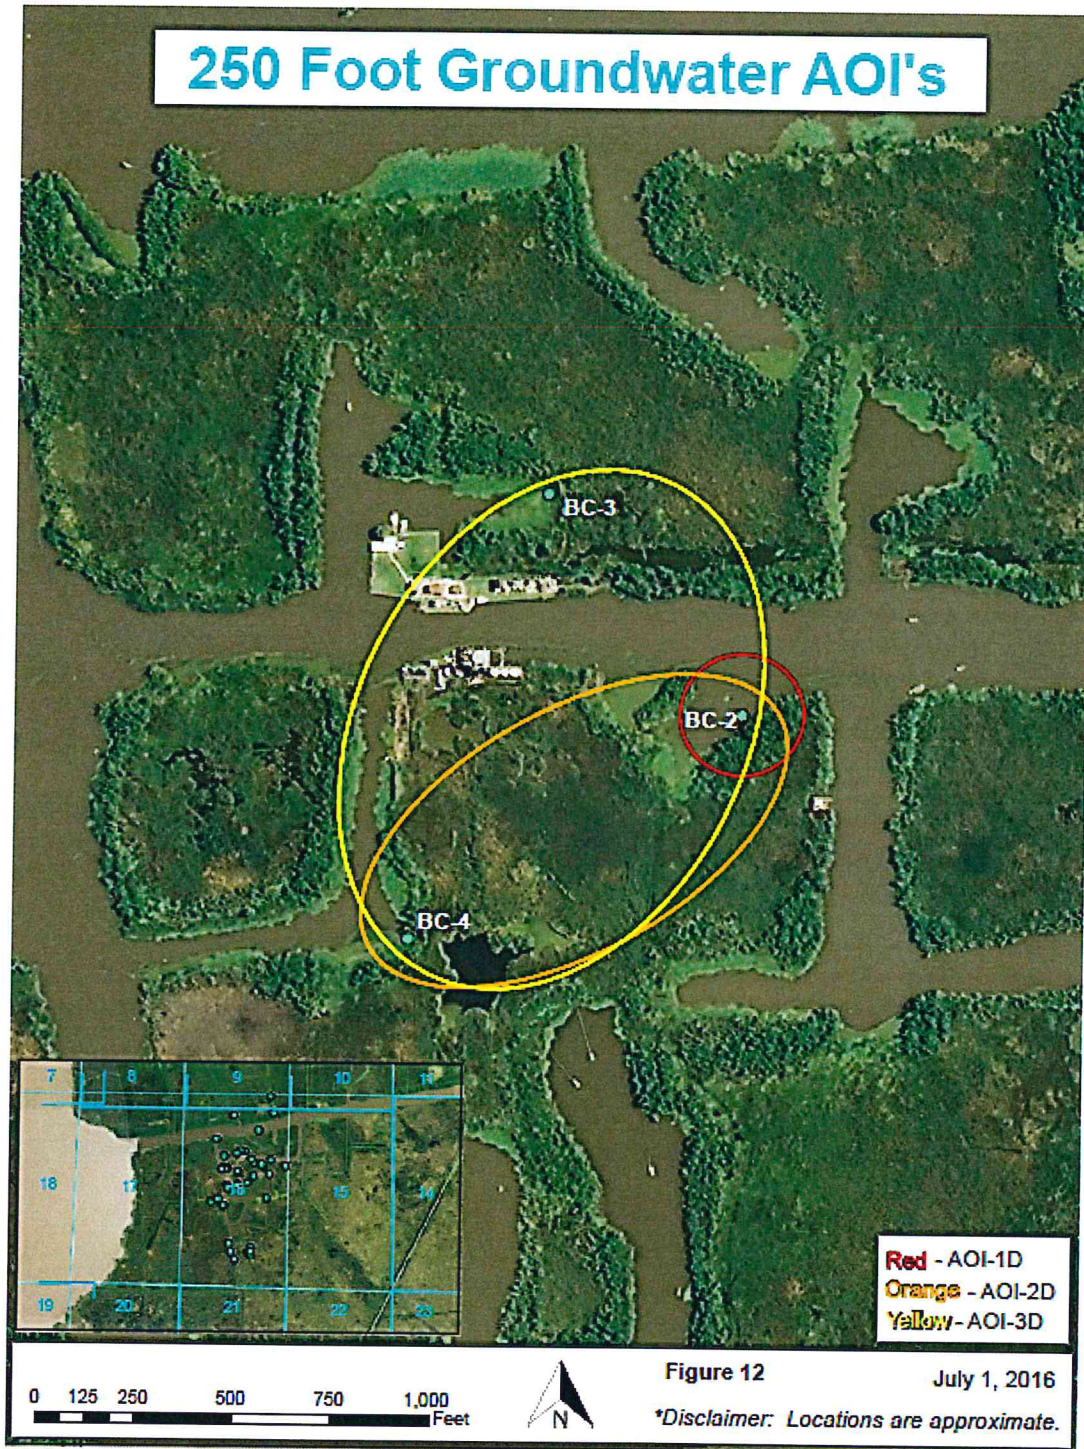 250 Foot Groundwater AOI's
BC-3
BC-2
BC-4
7 8 9 10 11
18 17 16 15 14
19 20 21 22 23
Red - AOI-1D
Orange - AOI-2D
Yellow - AOI-3D
0 125 250 500 750 1,000
Feet
N
Figure 12
July 1, 2016
*Disclaimer: Locations are approximate.